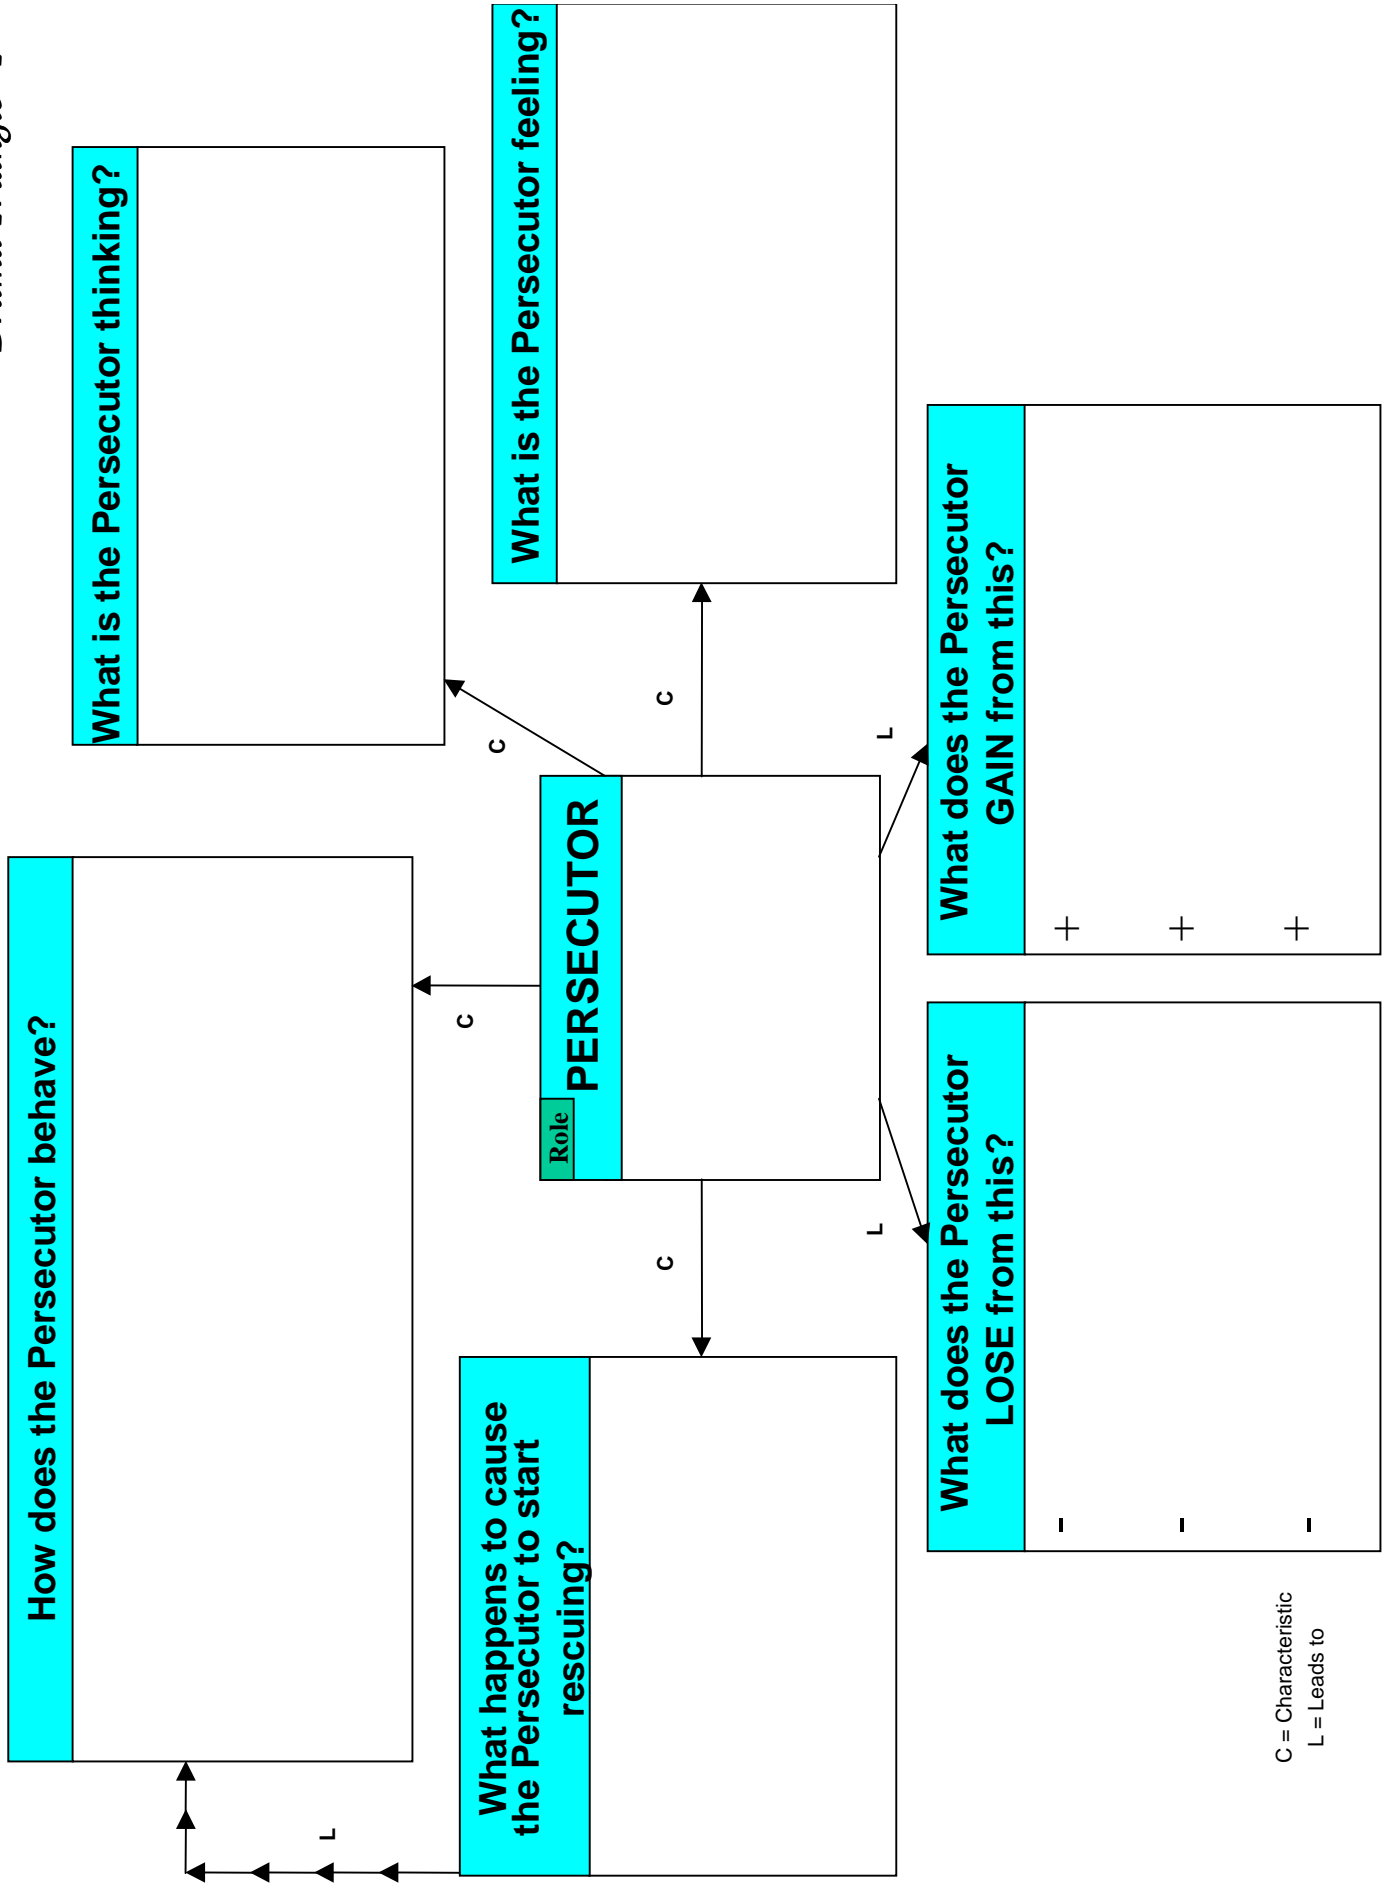 How does the Persecutor behave?
What is the Persecutor thinking?
L
C
C
What happens to cause
the Persecutor to start
rescuing?
Role
PERSECUTOR
What is the Persecutor feeling?
C
C
L
L
What does the Persecutor
LOSE from this?
-
-
-
What does the Persecutor
GAIN from this?
+
+
+
C = Characteristic
L = Leads to